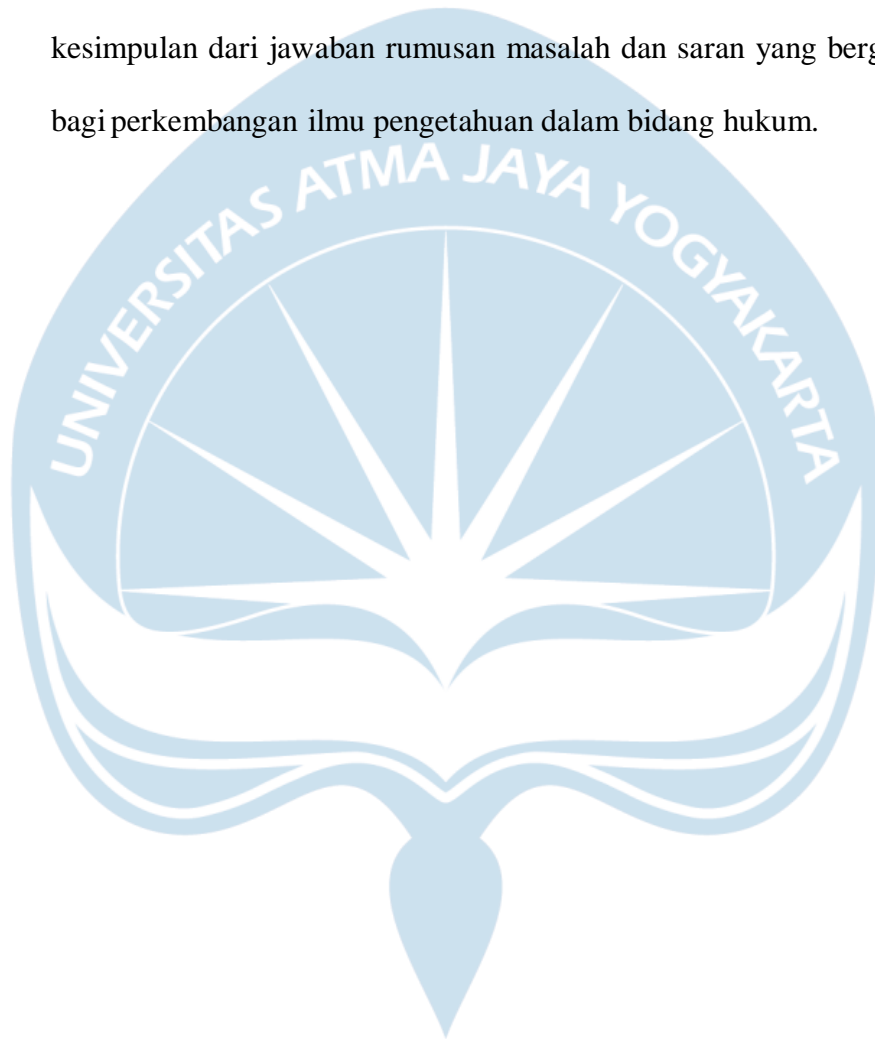 kesimpulan dari jawaban rumusan masalah dan saran yang berg
bagi perkembangan ilmu pengetahuan dalam bidang hukum.
UNIVERSITAS ATMA JAYA YOGYAKARTA